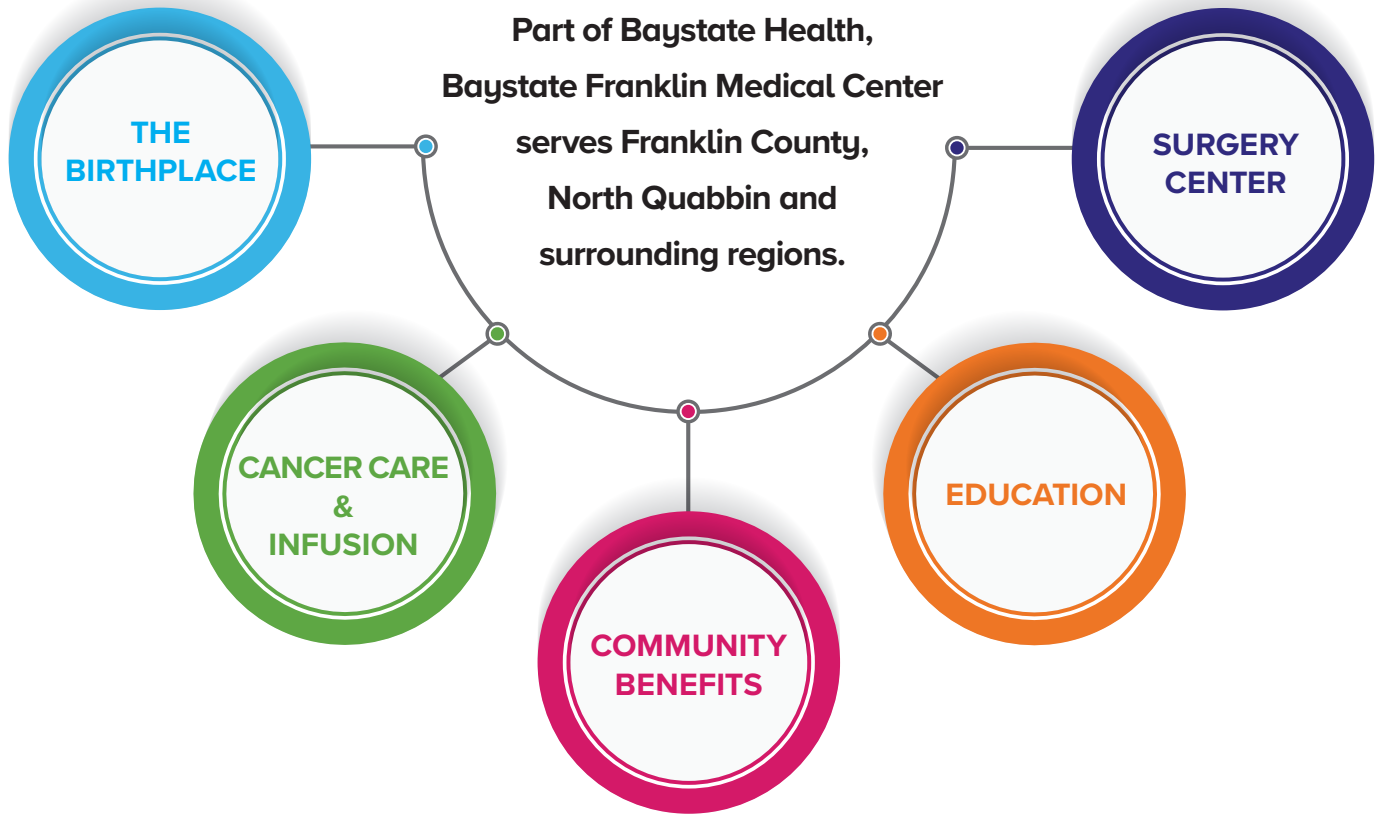 Part of Baystate Health,
Baystate Franklin Medical Center
serves Franklin County,
North Quabbin and
surrounding regions.
THE
BIRTHPLACE
CANCER CARE
&
INFUSION
COMMUNITY
BENEFITS
EDUCATION
SURGERY
CENTER